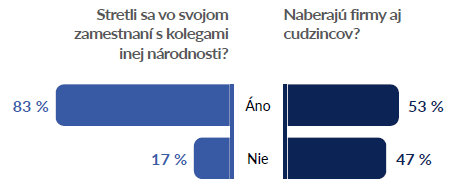 Stretli sa vo svojom
zamestnaní s kolegami
inej národnosti?
Naberajú firmy aj
cudzincov?
83 %
Áno
53 %
17 %
Nie
47 %